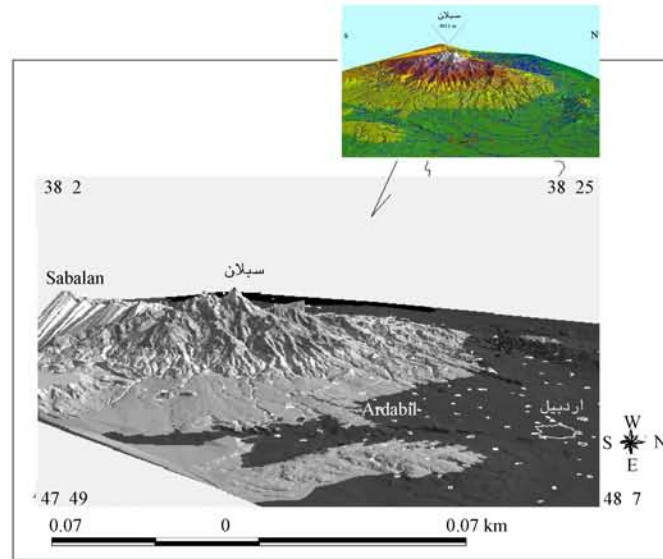 سبلان
S N
38 2 38 25
سبلان
Sabalan
Ardabil
اردبیل
W
S N
E
47 49 48 7
0.07 0 0.07 km